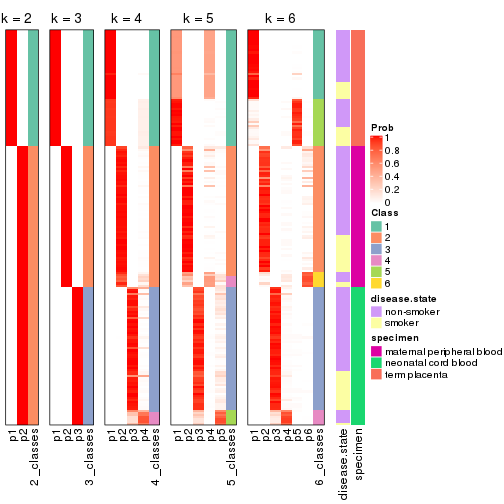 k = 2
k = 3
k = 4
k = 5
k = 6
Prob
1
0.8
0.6
0.4
0.2
0
Class
1
2
3
4
5
6
disease.state
non-smoker
smoker
specimen
maternal peripheral blood
neonatal cord blood
term placenta
p1
p2
2_classes
p1
p2
p3
3_classes
p1
p2
p3
p4
4_classes
p1
p2
p3
p4
p5
5_classes
p1
p2
p3
p4
p5
p6
6_classes
disease.state
specimen